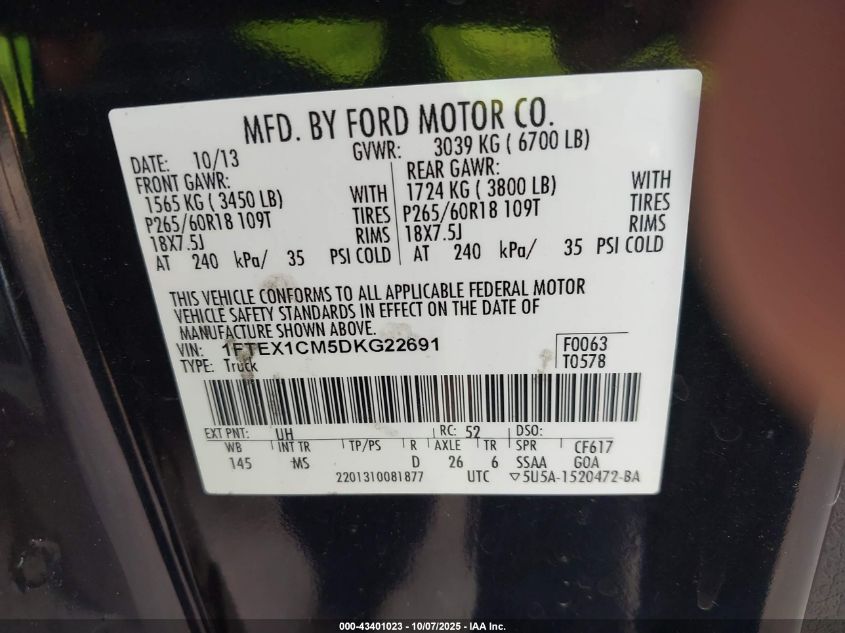 MFD. BY FORD MOTOR CO.
DATE: 10/13 GVWR: 3039 KG ( 6700 LB)
FRONT GAWR: REAR GAWR:
1565 KG ( 3450 LB) WITH 1724 KG ( 3800 LB) WITH
P265/60R18 109T TIRES P265/60R18 109T TIRES
18X7.5J RIMS 18X7.5J RIMS
AT 240 kPa/ 35 PSI COLD AT 240 kPa/ 35 PSI COLD
THIS VEHICLE CONFORMS TO ALL APPLICABLE FEDERAL MOTOR
VEHICLE SAFETY STANDARDS IN EFFECT ON THE DATE OF
MANUFACTURE SHOWN ABOVE.
VIN: 1FTEX1CM5DKG22691 F0063
TYPE: Truck T0578
EXT PNT: UH RC: 52 DSO:
WB INT TR TP/PS R AXLE TR SPR CF617
145 MS D 26 6 SSAA GOA
2201310081877 UTC ▽5U5A-1520472-BA
000-43401023 - 10/07/2025 - IAA Inc.